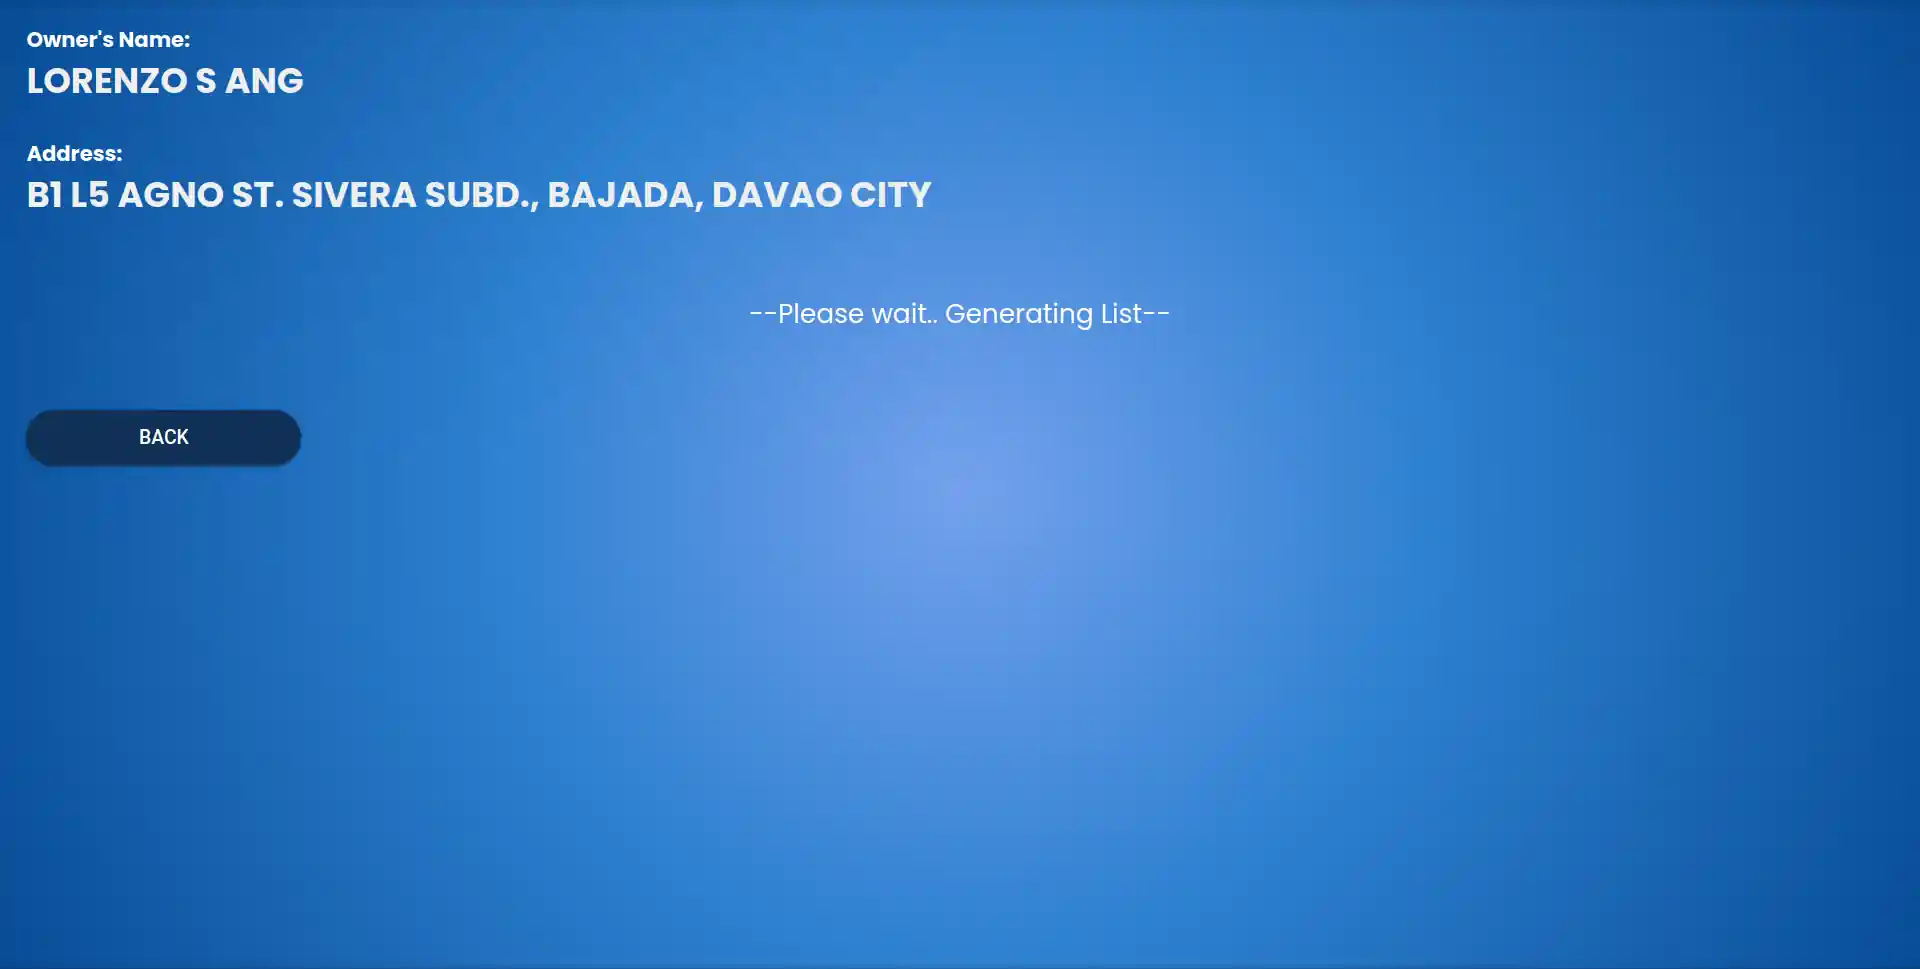 Owner's Name:
LORENZO S ANG
Address:
B1 L5 AGNO ST. SIVERA SUBD., BAJADA, DAVAO CITY
--Please wait.. Generating List--
BACK